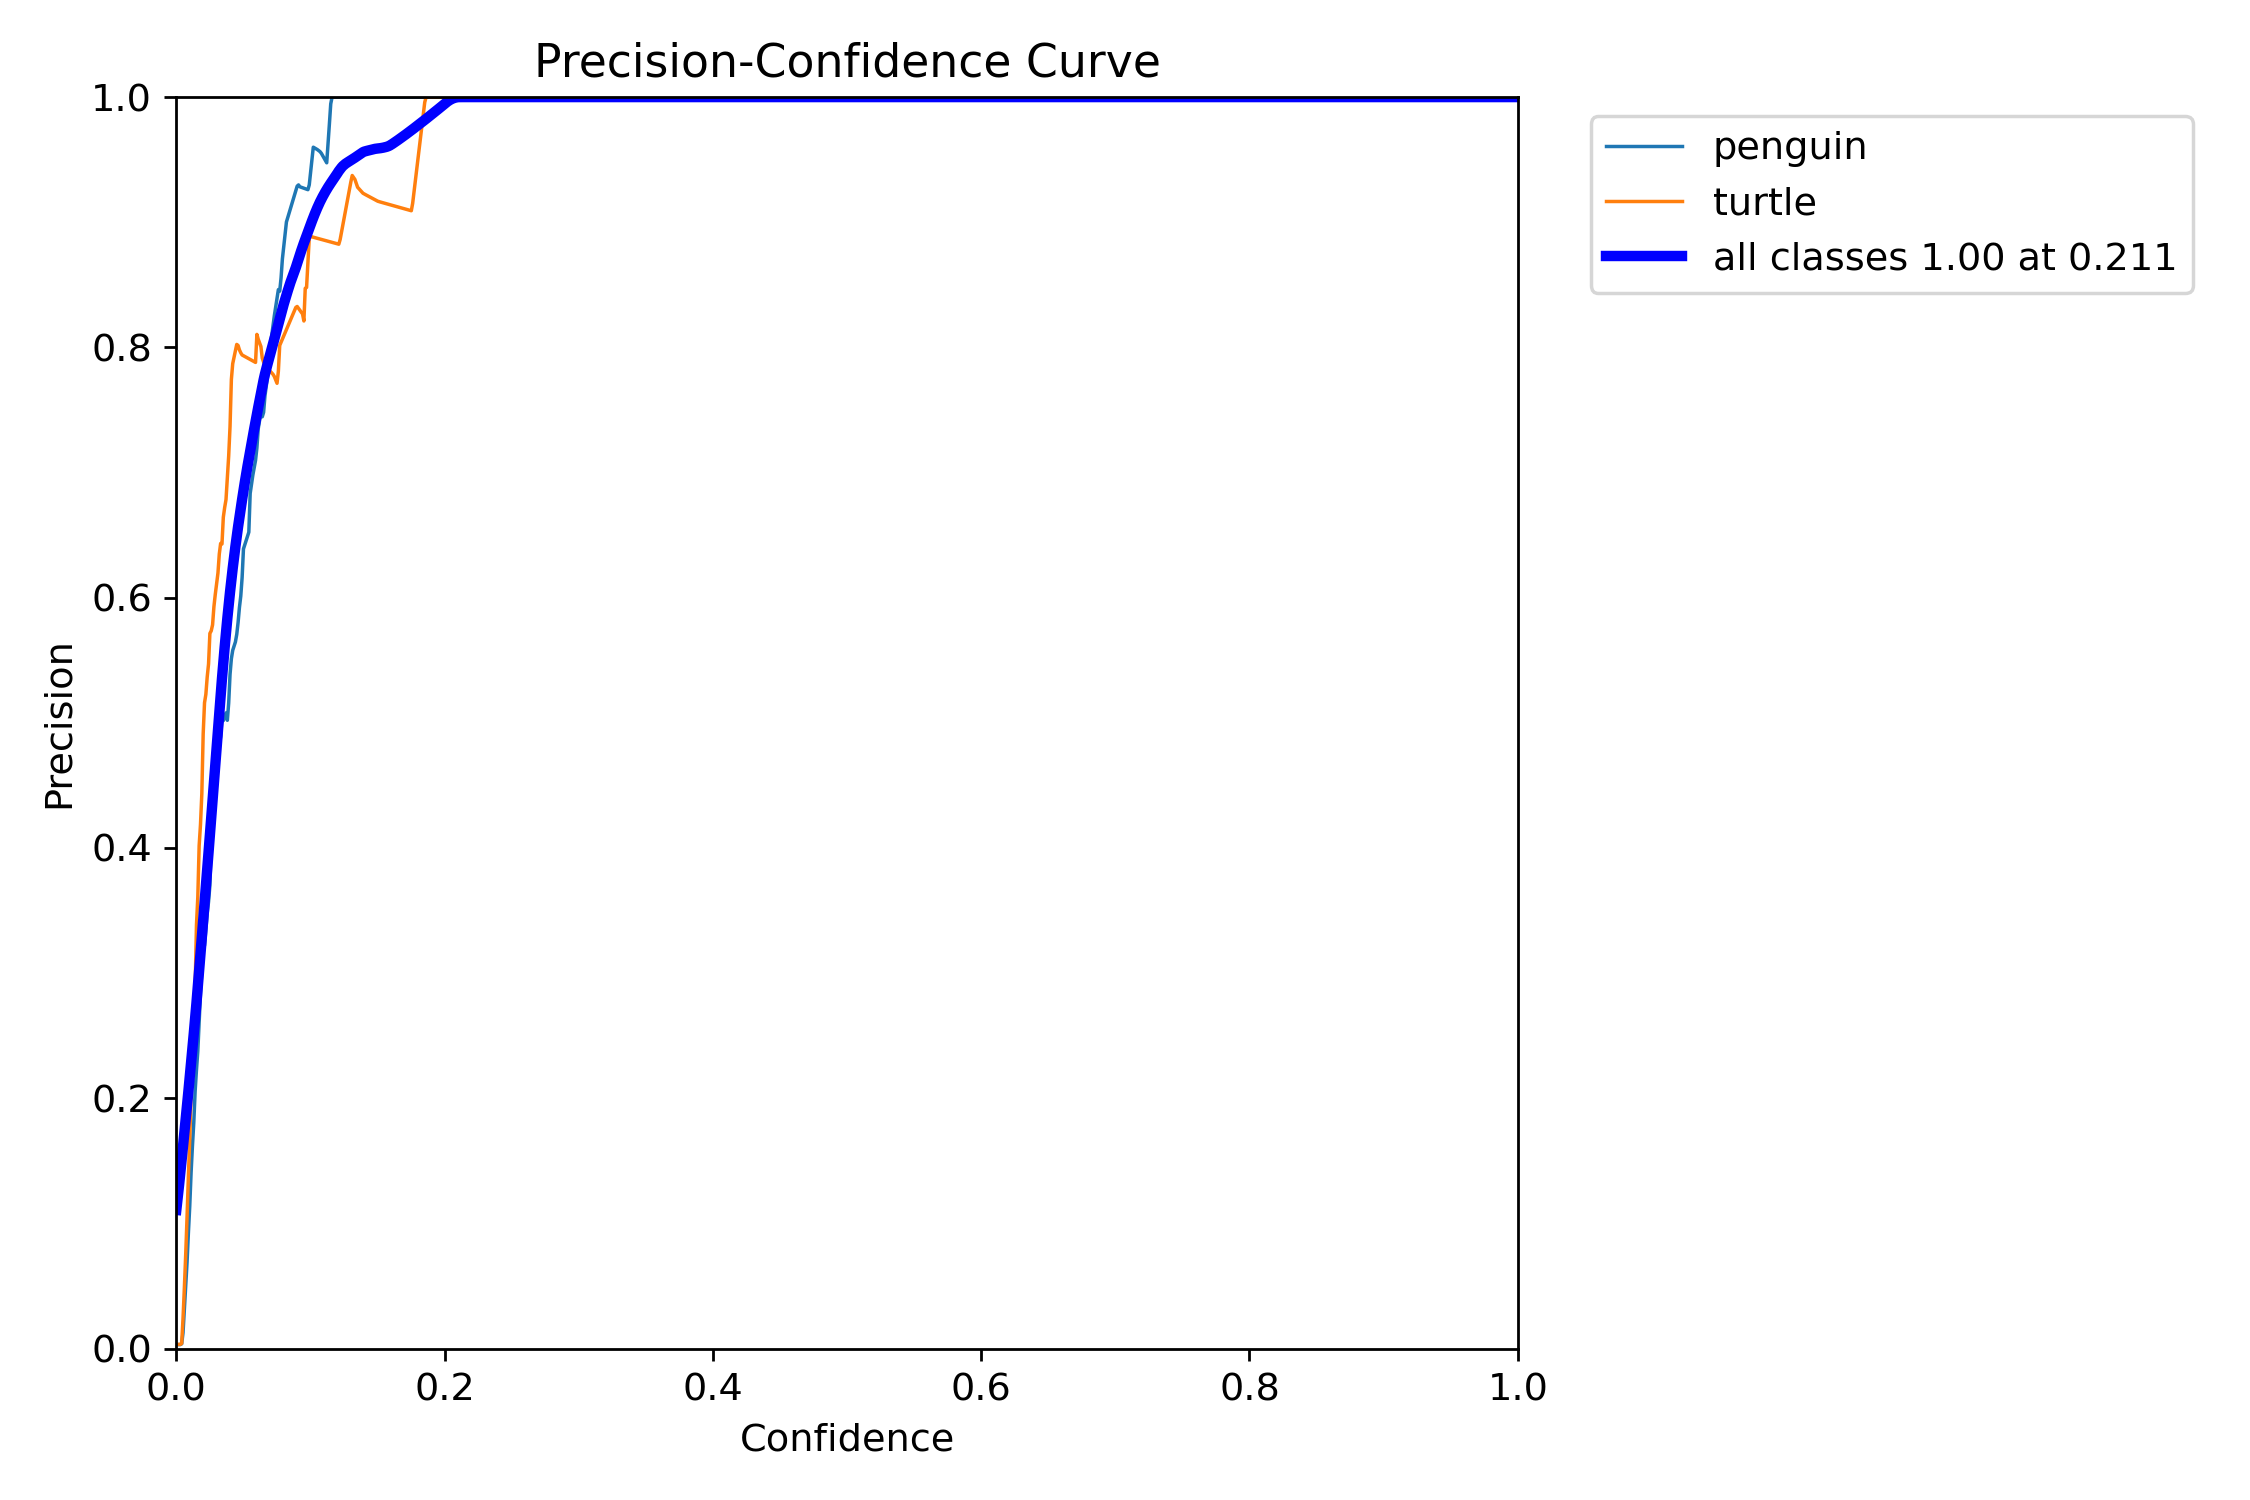 Precision-Confidence Curve
1.0
0.8
0.6
0.4
0.2
0.0
Precision
0.0 0.2 0.4 0.6 0.8 1.0
Confidence
penguin
turtle
all classes 1.00 at 0.211